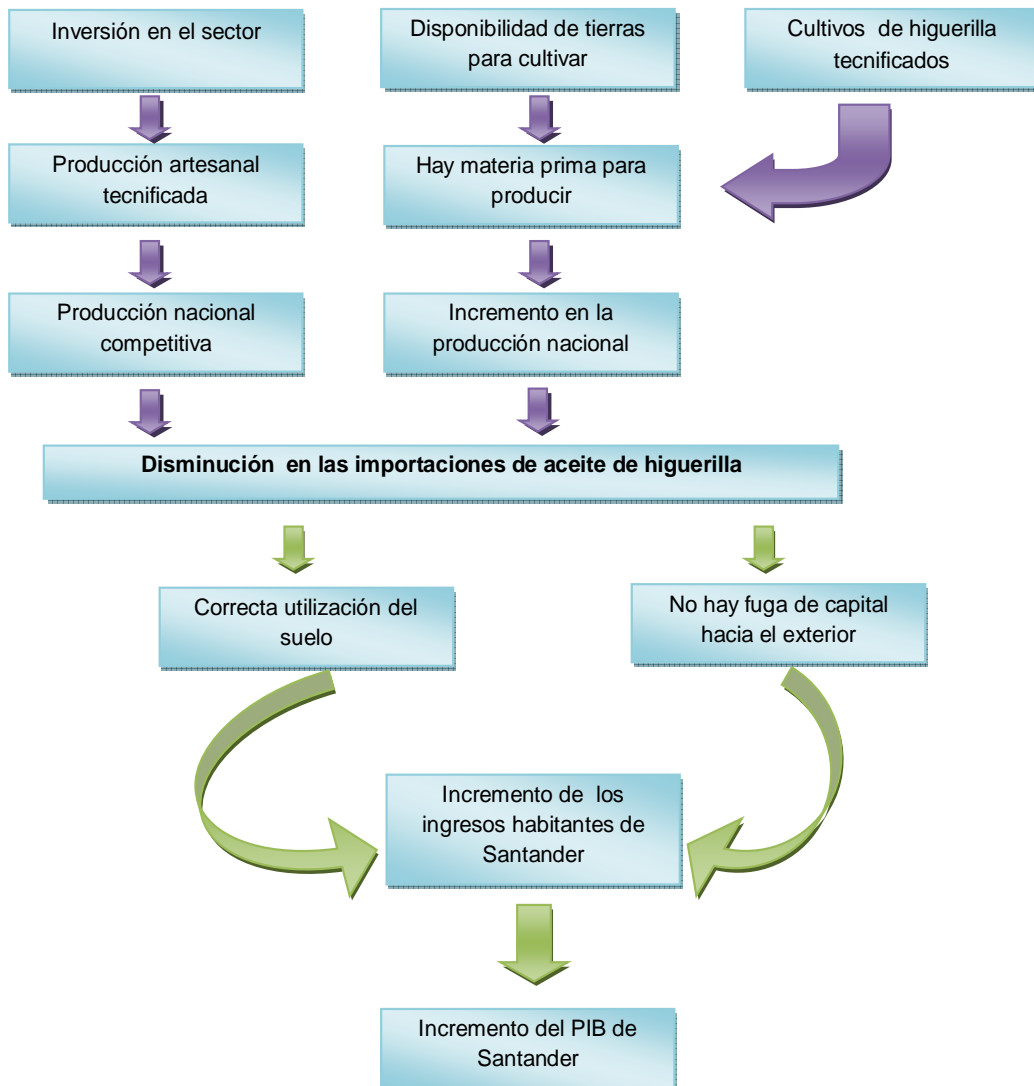 Inversión en el sector
Disponibilidad de tierras
para cultivar
Cultivos de higuerilla
tecnificados
Producción artesanal
tecnificada
Hay materia prima para
producir
Producción nacional
competitiva
Incremento en la
producción nacional
Disminución en las importaciones de aceite de higuerilla
Correcta utilización del
suelo
No hay fuga de capital
hacia el exterior
Incremento de los
ingresos habitantes de
Santander
Incremento del PIB de
Santander